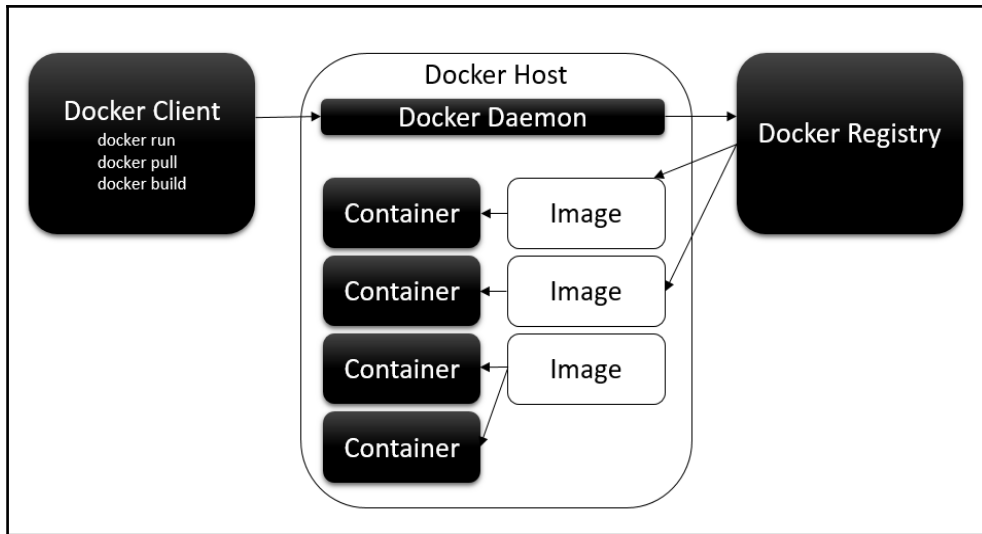 Docker Client
docker run
docker pull
docker build
Docker Host
Docker Daemon
Container
Image
Container
Image
Container
Image
Container
Docker Registry